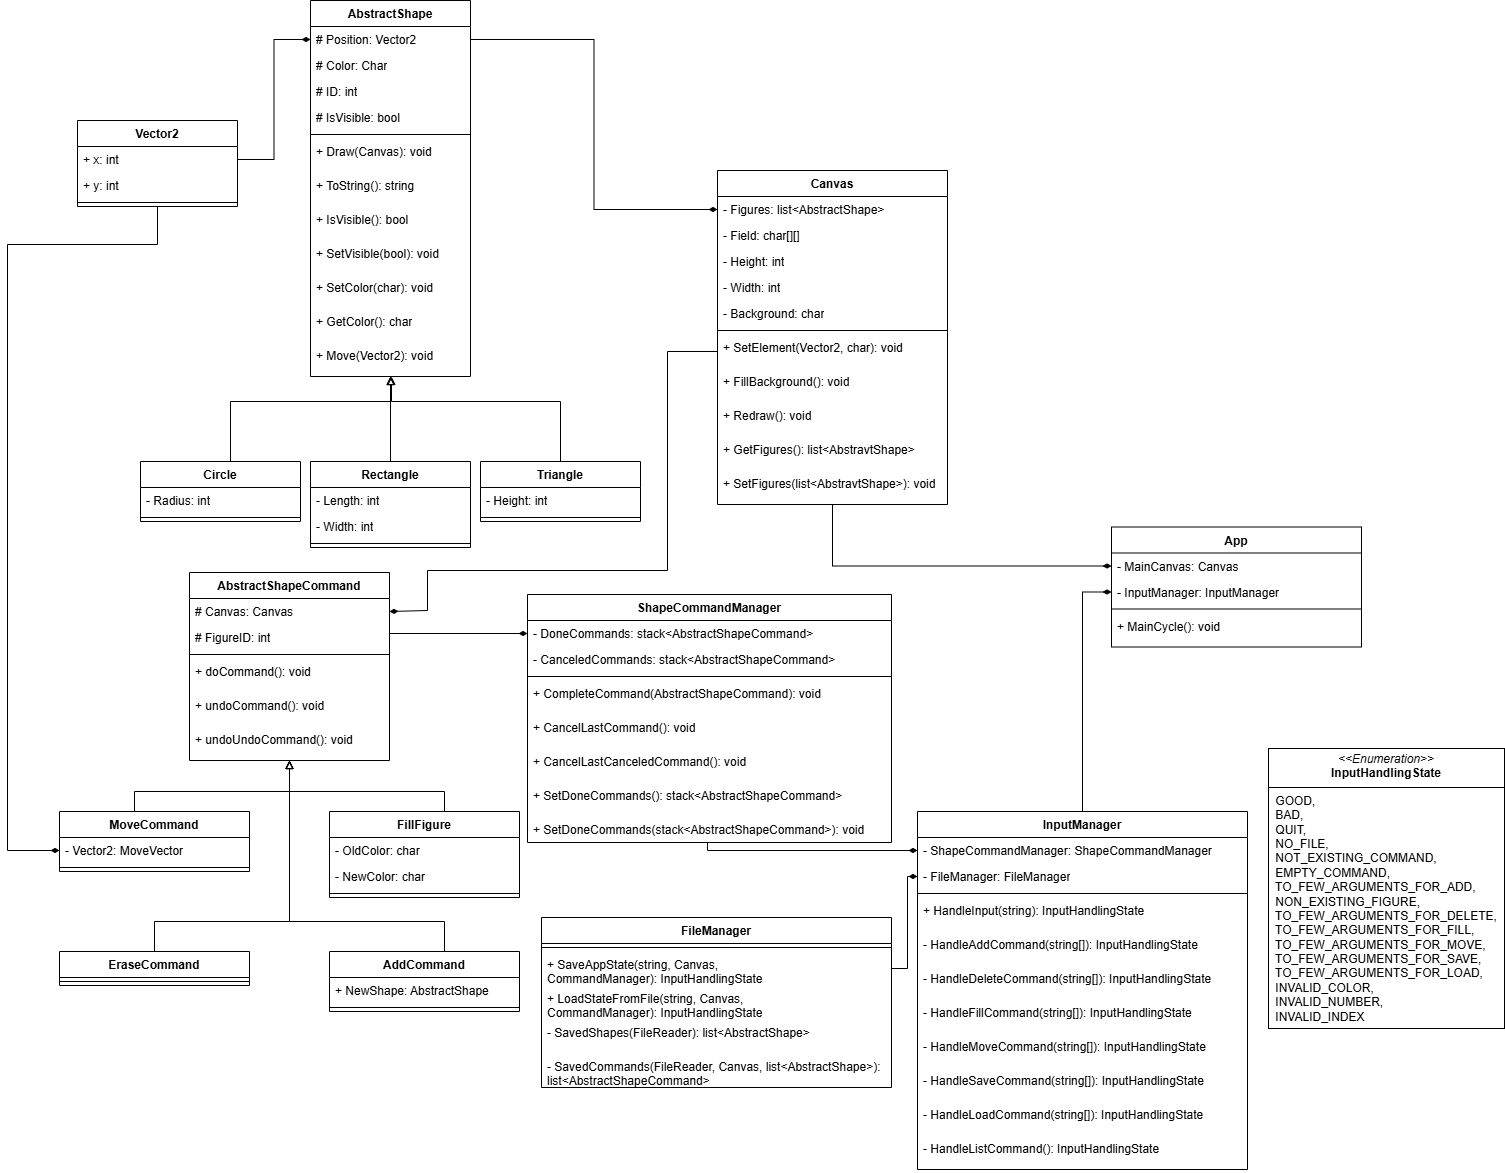 AbstractShape
# Position: Vector2
# Color: Char
# ID: int
# IsVisible: bool
+ Draw(Canvas): void
+ ToString(): string
+ IsVisible(): bool
+ SetVisible(bool): void
+ SetColor(char): void
+ GetColor(): char
+ Move(Vector2): void
Vector2
+ x: int
+ y: int
Canvas
- Figures: list<AbstractShape>
- Field: char[][]
- Height: int
- Width: int
- Background: char
+ SetElement(Vector2, char): void
+ FillBackground(): void
+ Redraw(): void
+ GetFigures(): list<AbstravtShape>
+ SetFigures(list<AbstravtShape>): void
Circle
- Radius: int
Rectangle
- Length: int
- Width: int
Triangle
- Height: int
App
- MainCanvas: Canvas
- InputManager: InputManager
+ MainCycle(): void
AbstractShapeCommand
# Canvas: Canvas
# FigureID: int
+ doCommand(): void
+ undoCommand(): void
+ undoUndoCommand(): void
ShapeCommandManager
- DoneCommands: stack<AbstractShapeCommand>
- CanceledCommands: stack<AbstractShapeCommand>
+ CompleteCommand(AbstractShapeCommand): void
+ CancelLastCommand(): void
+ CancelLastCanceledCommand(): void
+ SetDoneCommands(): stack<AbstractShapeCommand>
+ SetDoneCommands(stack<AbstractShapeCommand>): void
MoveCommand
- Vector2: MoveVector
FillFigure
- OldColor: char
- NewColor: char
EraseCommand
AddCommand
+ NewShape: AbstractShape
FileManager
+ SaveAppState(string, Canvas,
CommandManager): InputHandlingState
+ LoadStateFromFile(string, Canvas,
CommandManager): InputHandlingState
- SavedShapes(FileReader): list<AbstractShape>
- SavedCommands(FileReader, Canvas, list<AbstractShape>):
list<AbstractShapeCommand>
InputManager
- ShapeCommandManager: ShapeCommandManager
- FileManager: FileManager
+ HandleInput(string): InputHandlingState
- HandleAddCommand(string[]): InputHandlingState
- HandleDeleteCommand(string[]): InputHandlingState
- HandleFillCommand(string[]): InputHandlingState
- HandleMoveCommand(string[]): InputHandlingState
- HandleSaveCommand(string[]): InputHandlingState
- HandleLoadCommand(string[]): InputHandlingState
- HandleListCommand(): InputHandlingState
<<Enumeration>>
InputHandlingState
GOOD,
BAD,
QUIT,
NO_FILE,
NOT_EXISTING_COMMAND,
EMPTY_COMMAND,
TO_FEW_ARGUMENTS_FOR_ADD,
NON_EXISTING_FIGURE,
TO_FEW_ARGUMENTS_FOR_DELETE,
TO_FEW_ARGUMENTS_FOR_FILL,
TO_FEW_ARGUMENTS_FOR_MOVE,
TO_FEW_ARGUMENTS_FOR_SAVE,
TO_FEW_ARGUMENTS_FOR_LOAD,
INVALID_COLOR,
INVALID_NUMBER,
INVALID_INDEX